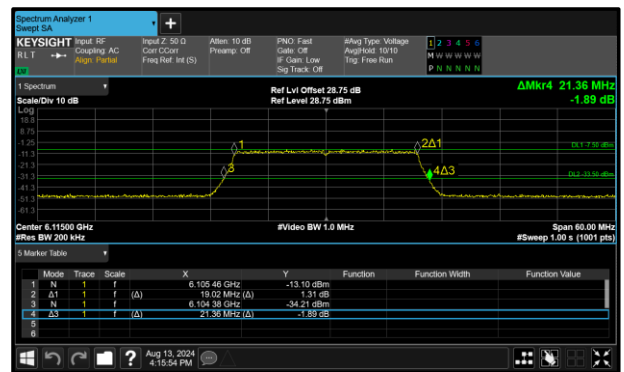 Spectrum Analyzer 1
Swept SA
+
KEYSIGHT Input: RF Input Z: 50 Ω Atten: 10 dB PNO: Fast #Avg Type: Voltage 1 2 3 4 5 6
RLT Coupling: AC Corr CCorr Preamp: Off Gate: Off Avg|Hold: 10/10 M W W W W W
Align: Partial Freq Ref: Int (S) IF Gain: Low Trig: Free Run P N N N N N
Sig Track: Off
1 Spectrum
ΔMkr4 21.36 MHz
-1.89 dB
Ref Lvl Offset 28.75 dB
Scale/Div 10 dB Ref Level 28.75 dBm
Log
18.8
8.75
-1.25
-11.3
-21.3
-31.3
-41.3
-51.3
-61.3
1
2Δ1
3
4Δ3
DL1 -7.50 dBm
DL2 -33.50 dBm
Center 6.11500 GHz #Video BW 1.0 MHz Span 60.00 MHz
#Res BW 200 kHz #Sweep 1.00 s (1001 pts)
5 Marker Table
Mode Trace Scale X Y Function Function Width Function Value
1 N 1 f 6.105 46 GHz -13.10 dBm
2 Δ1 1 f (Δ) 19.02 MHz (Δ) 1.31 dB
3 N 1 f 6.104 38 GHz -34.21 dBm
4 Δ3 1 f (Δ) 21.36 MHz (Δ) -1.89 dB
5
6
?
Aug 13, 2024
4:15:54 PM